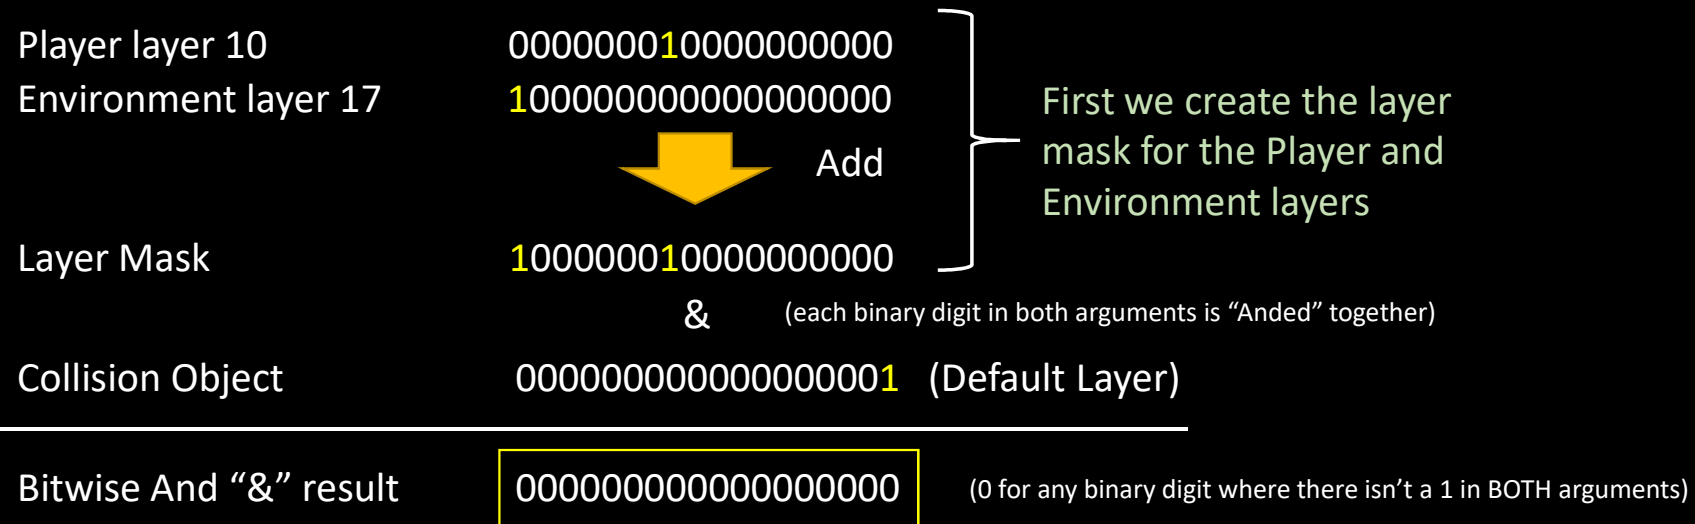 Player layer 10 000000010000000000
Environment layer 17 100000000000000000
Add
First we create the layer
mask for the Player and
Environment layers
Layer Mask 100000010000000000
& (each binary digit in both arguments is “Anded” together)
Collision Object 000000000000000001 (Default Layer)
Bitwise And “&” result 000000000000000000 (0 for any binary digit where there isn’t a 1 in BOTH arguments)